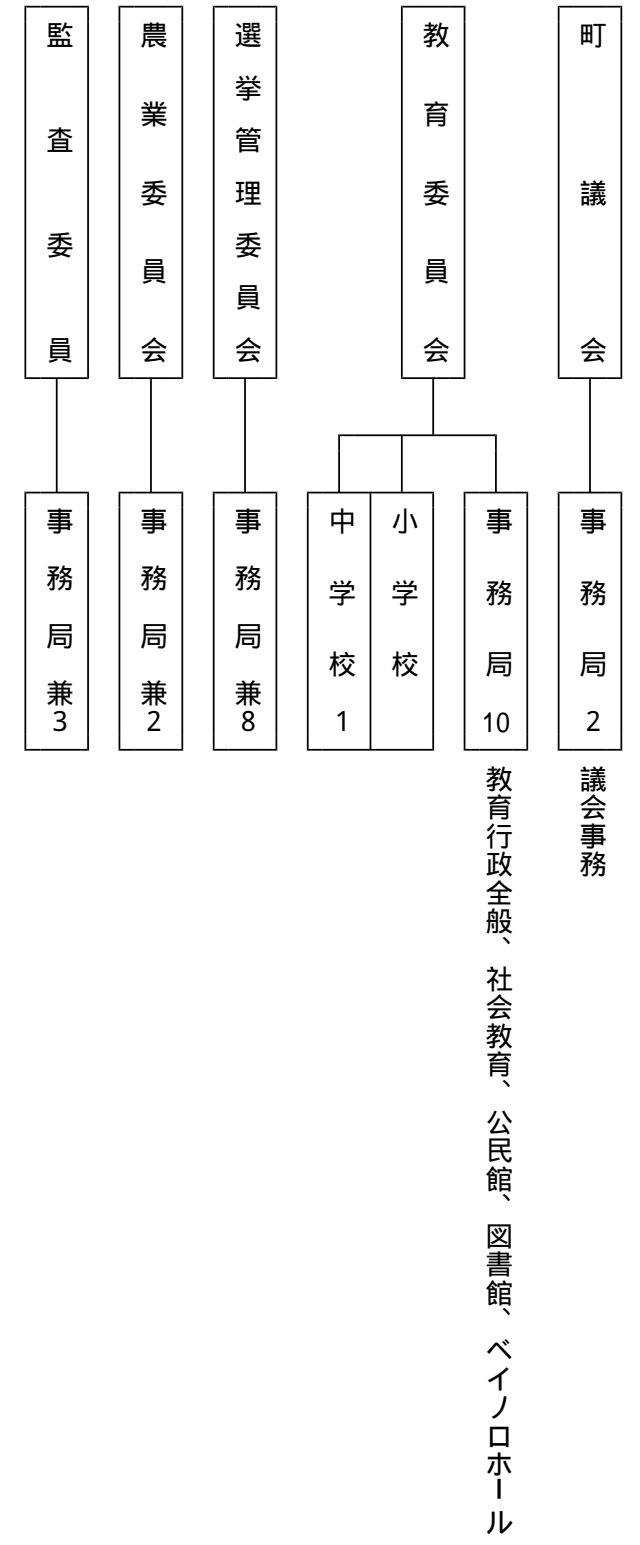 町議会
事務局2
議会事務
教育委員会
事務局10
教育行政全般、社会教育、公民館、図書館、ベイノロホール
小学校
中学校1
選挙管理委員会
事務局兼8
農業委員会
事務局兼2
監査委員
事務局兼3